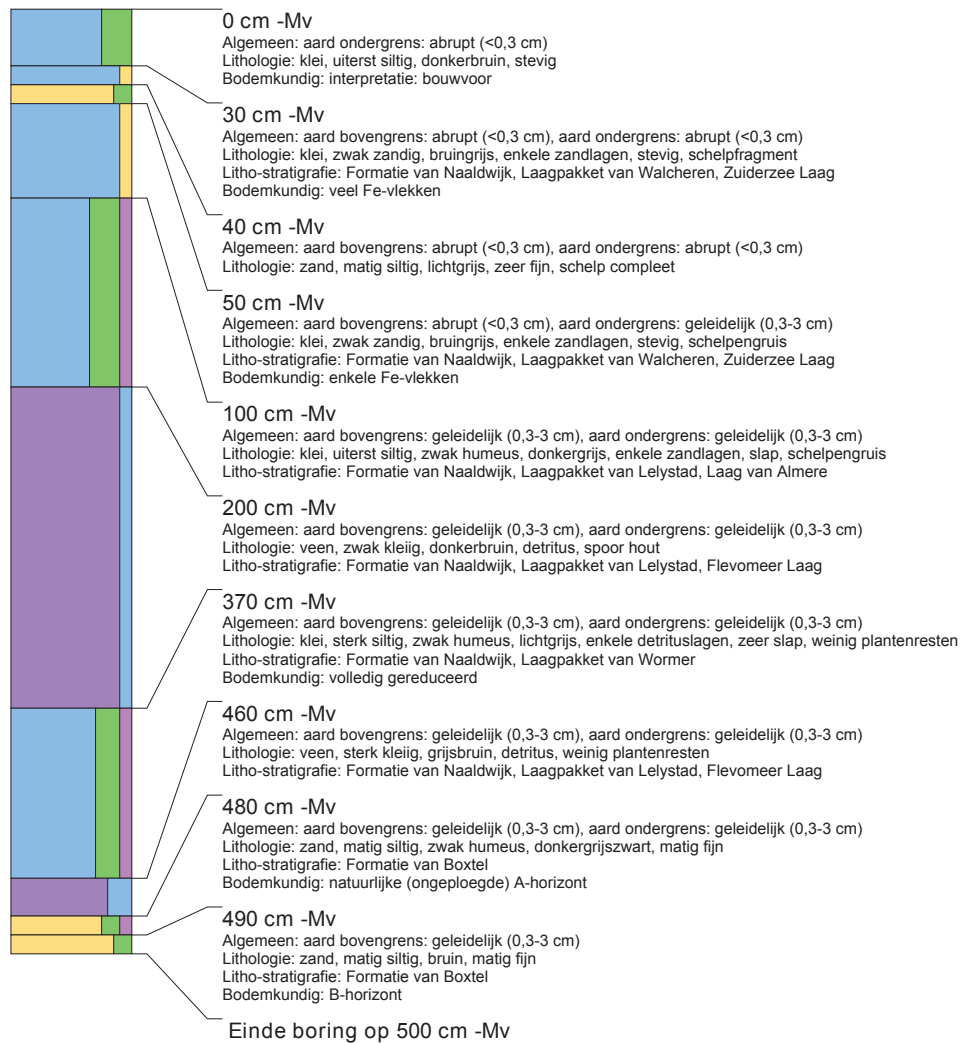 0 cm -Mv
Algemeen: aard ondergrens: abrupt (<0,3 cm)
Lithologie: klei, uiterst siltig, donkerbruin, stevig
Bodemkundig: interpretatie: bouwvoor
30 cm -Mv
Algemeen: aard bovengrens: abrupt (<0,3 cm), aard ondergrens: abrupt (<0,3 cm)
Lithologie: klei, zwak zandig, bruingrijs, enkele zandlagen, stevig, schelpfragment
Litho-stratigrafie: Formatie van Naaldwijk, Laagpakket van Walcheren, Zuiderzee Laag
Bodemkundig: veel Fe-vlekken
40 cm -Mv
Algemeen: aard bovengrens: abrupt (<0,3 cm), aard ondergrens: abrupt (<0,3 cm)
Lithologie: zand, matig siltig, lichtgrijs, zeer fijn, schelp compleet
50 cm -Mv
Algemeen: aard bovengrens: abrupt (<0,3 cm), aard ondergrens: geleidelijk (0,3-3 cm)
Lithologie: klei, zwak zandig, bruingrijs, enkele zandlagen, stevig, schelpengruis
Litho-stratigrafie: Formatie van Naaldwijk, Laagpakket van Walcheren, Zuiderzee Laag
Bodemkundig: enkele Fe-vlekken
100 cm -Mv
Algemeen: aard bovengrens: geleidelijk (0,3-3 cm), aard ondergrens: geleidelijk (0,3-3 cm)
Lithologie: klei, uiterst siltig, zwak humeus, donkergrijs, enkele zandlagen, slap, schelpengruis
Litho-stratigrafie: Formatie van Naaldwijk, Laagpakket van Lelystad, Laag van Almere
200 cm -Mv
Algemeen: aard bovengrens: geleidelijk (0,3-3 cm), aard ondergrens: geleidelijk (0,3-3 cm)
Lithologie: veen, zwak kleiig, donkerbruin, detritus, spoor hout
Litho-stratigrafie: Formatie van Naaldwijk, Laagpakket van Lelystad, Flevomeer Laag
370 cm -Mv
Algemeen: aard bovengrens: geleidelijk (0,3-3 cm), aard ondergrens: geleidelijk (0,3-3 cm)
Lithologie: klei, sterk siltig, zwak humeus, lichtgrijs, enkele detrituslagen, zeer slap, weinig plantenresten
Litho-stratigrafie: Formatie van Naaldwijk, Laagpakket van Wormer
Bodemkundig: volledig gereduceerd
460 cm -Mv
Algemeen: aard bovengrens: geleidelijk (0,3-3 cm), aard ondergrens: geleidelijk (0,3-3 cm)
Lithologie: veen, sterk kleiig, grijsbruin, detritus, weinig plantenresten
Litho-stratigrafie: Formatie van Naaldwijk, Laagpakket van Lelystad, Flevomeer Laag
480 cm -Mv
Algemeen: aard bovengrens: geleidelijk (0,3-3 cm), aard ondergrens: geleidelijk (0,3-3 cm)
Lithologie: zand, matig siltig, zwak humeus, donkergrijszwart, matig fijn
Litho-stratigrafie: Formatie van Boxtel
Bodemkundig: natuurlijke (ongeploegde) A-horizont
490 cm -Mv
Algemeen: aard bovengrens: geleidelijk (0,3-3 cm)
Lithologie: zand, matig siltig, bruin, matig fijn
Litho-stratigrafie: Formatie van Boxtel
Bodemkundig: B-horizont
Einde boring op 500 cm -Mv